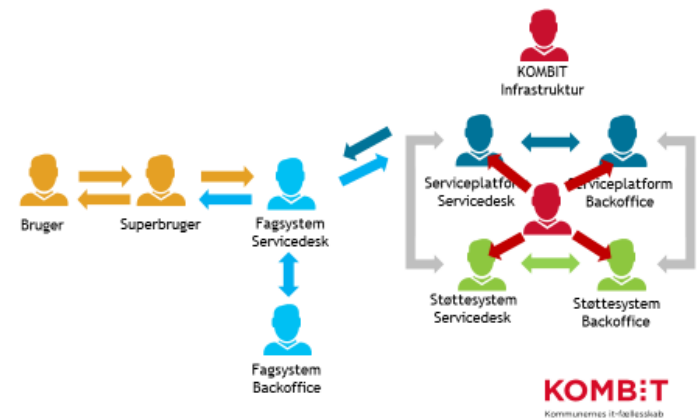 KOMBIT
Infrastruktur
Bruger
Superbruger
Fagsystem
Servicedesk
Serviceplatfor
Servicedesk
Serviceplatform
Backoffice
Støttesystem
Servicedesk
Støttesystem
Backoffice
Fagsystem
Backoffice
KOMBIT
Kommunernes it-fællesskab